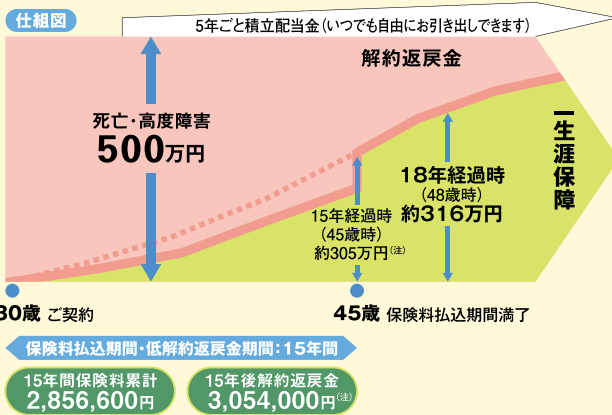 仕組図
5年ごと積立配当金(いつでも自由にお引き出しできます)
解約返戻金
死亡・高度障害
500万円
一生涯保障
18年経過時
(48歳時)
約316万円
15年経過時
(45歳時)
約305万円(注)
30歳 ご契約
45歳 保険料払込期間満了
保険料払込期間・低解約返戻金期間:15年間
15年間保険料累計
2,856,600円
15年後解約返戻金
3,054,000円(注)